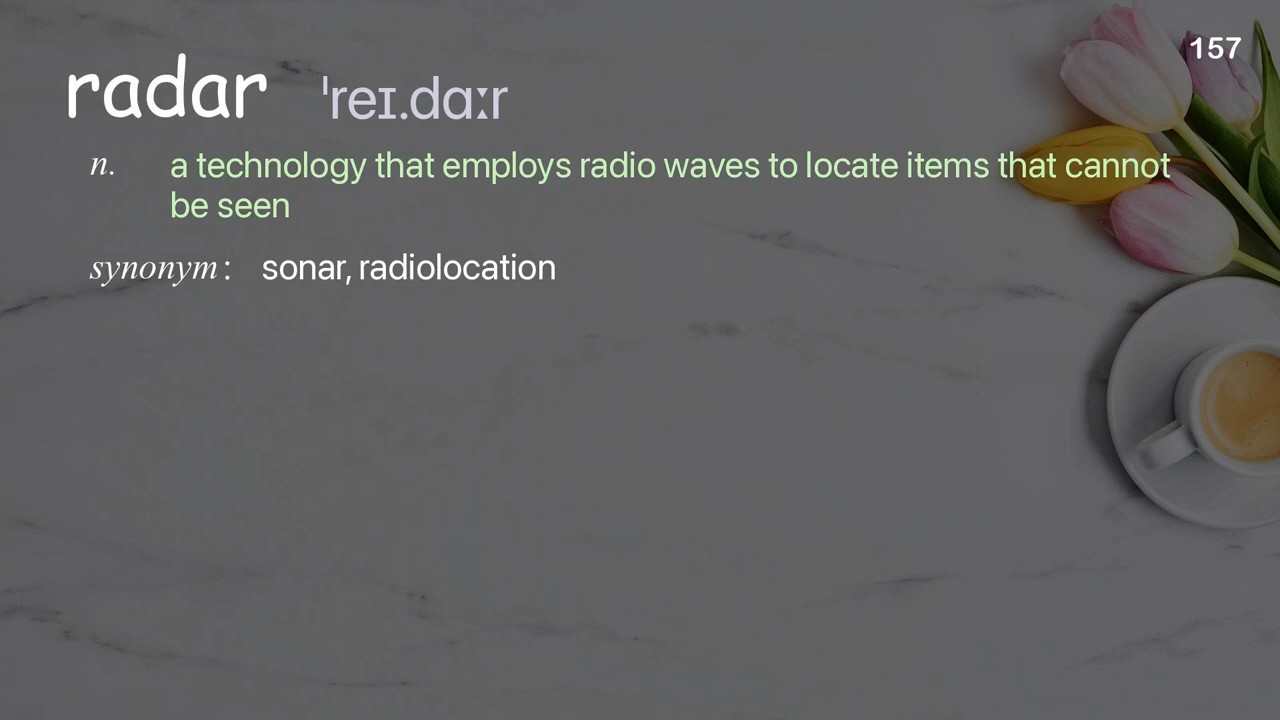 157
radar ˈreɪ.dɑːr
n. a technology that employs radio waves to locate items that cannot
be seen
synonym: sonar, radiolocation